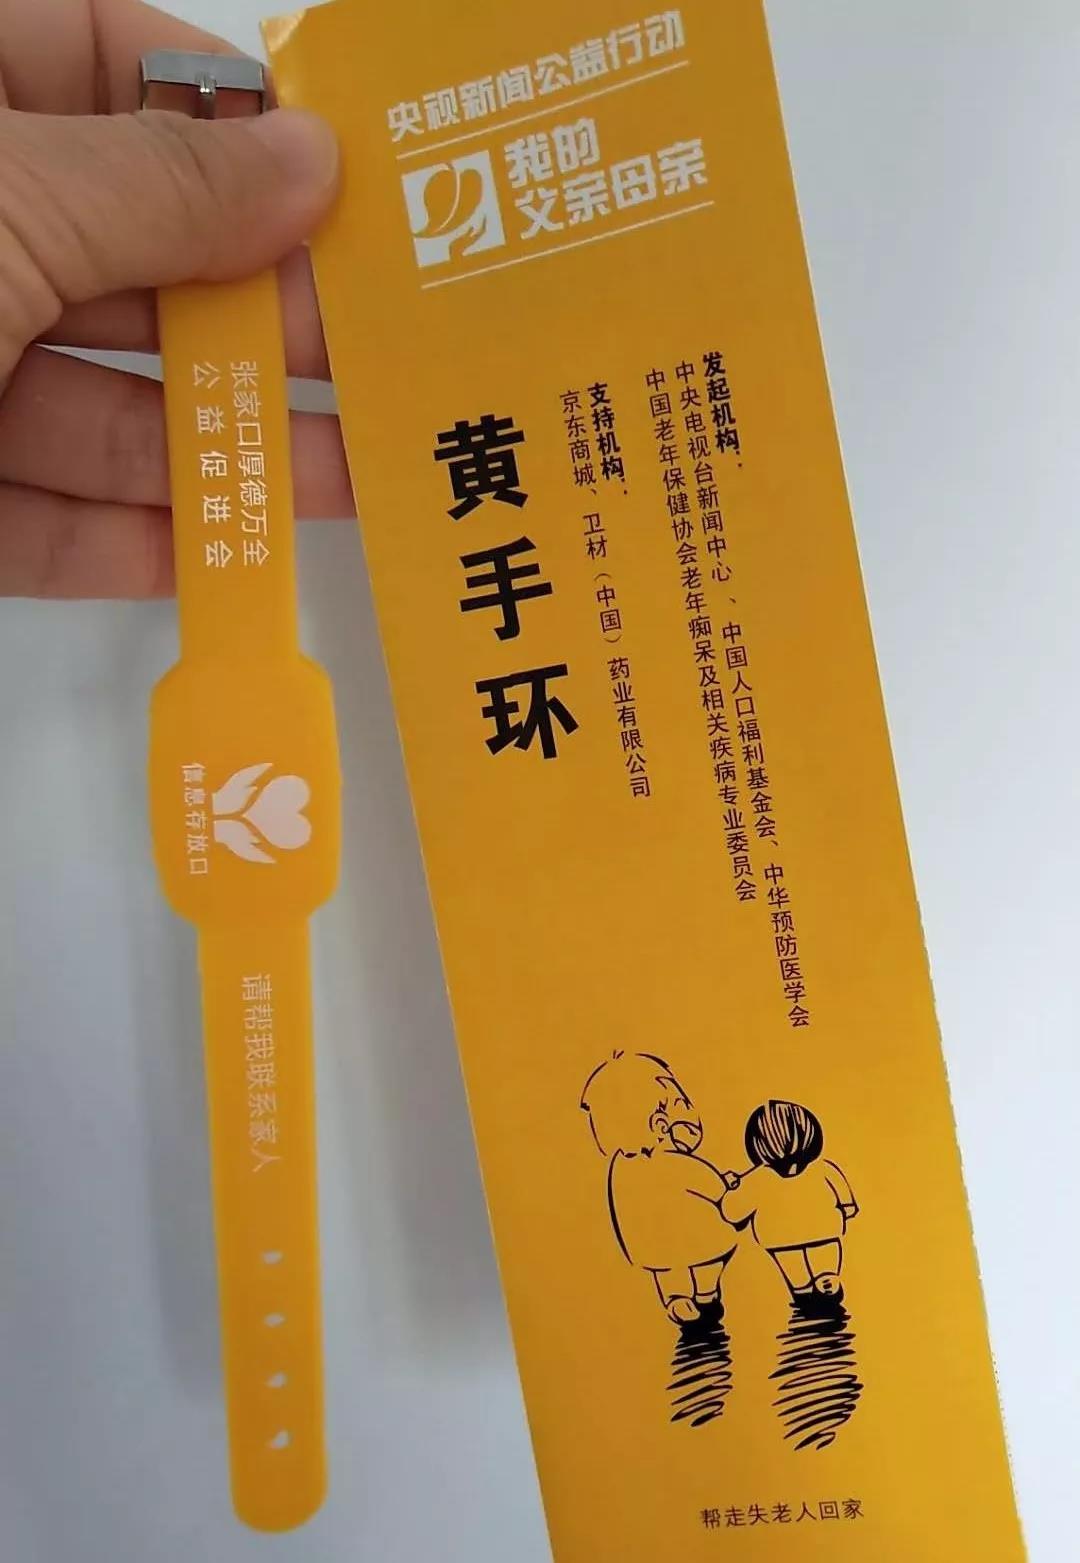 央视新闻公益行动
我的
父亲母亲
发起机构：
中央电视台新闻中心、中国人口福利基金会、中华预防医学会
中国老年保健协会老年痴呆及相关疾病专业委员会
支持机构：
京东商城、卫材（中国）药业有限公司
黄手环
帮走失老人回家
张家口厚德万全
公益促进会
信息存放口
请帮我联系家人